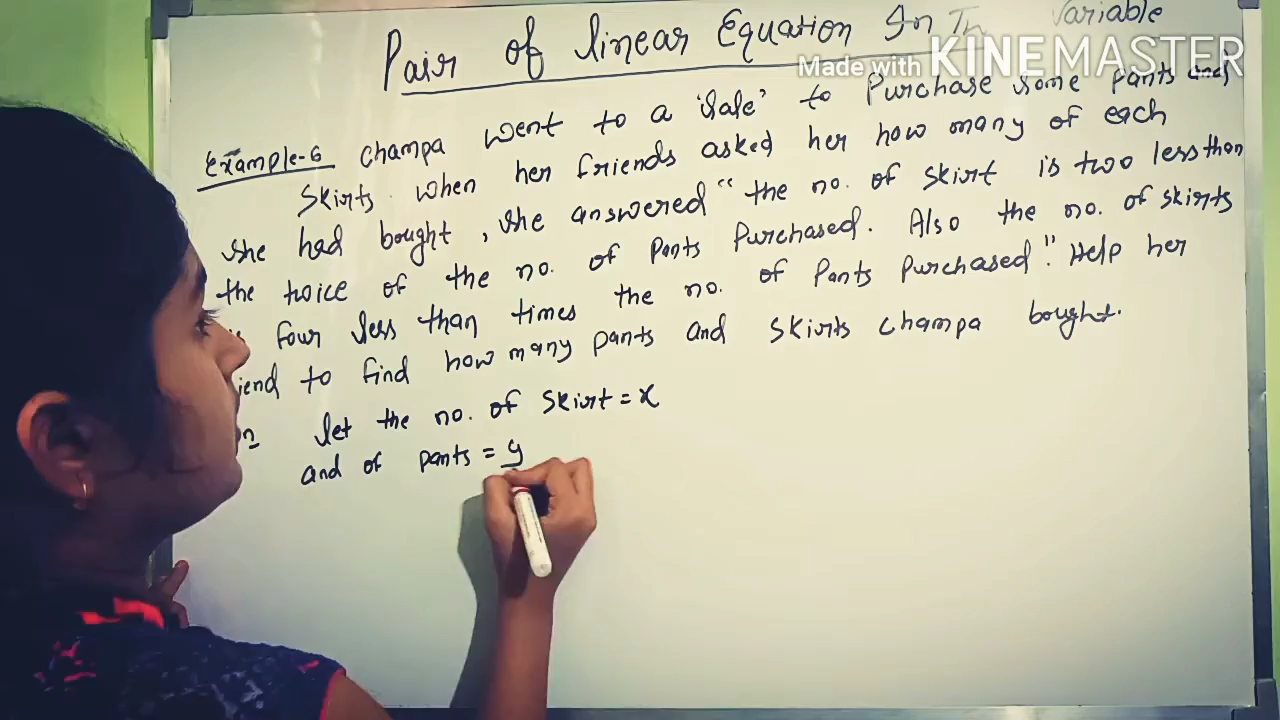 Pair of linear Equation In Variable
Made with KINEMASTER
Example-6 Champa went to a 'sale' to Purchase some pants and
Skirts. When her friends asked her how many of each
she had bought, she answered "the no. of skirt is two less than
the twice of the no. of pants Purchased. Also the no. of skirts
four less than times the no. of Pants Purchased". Help her
iend to find how many pants and skirts champa bought.
n let the no. of skirt = x
and of pants = y